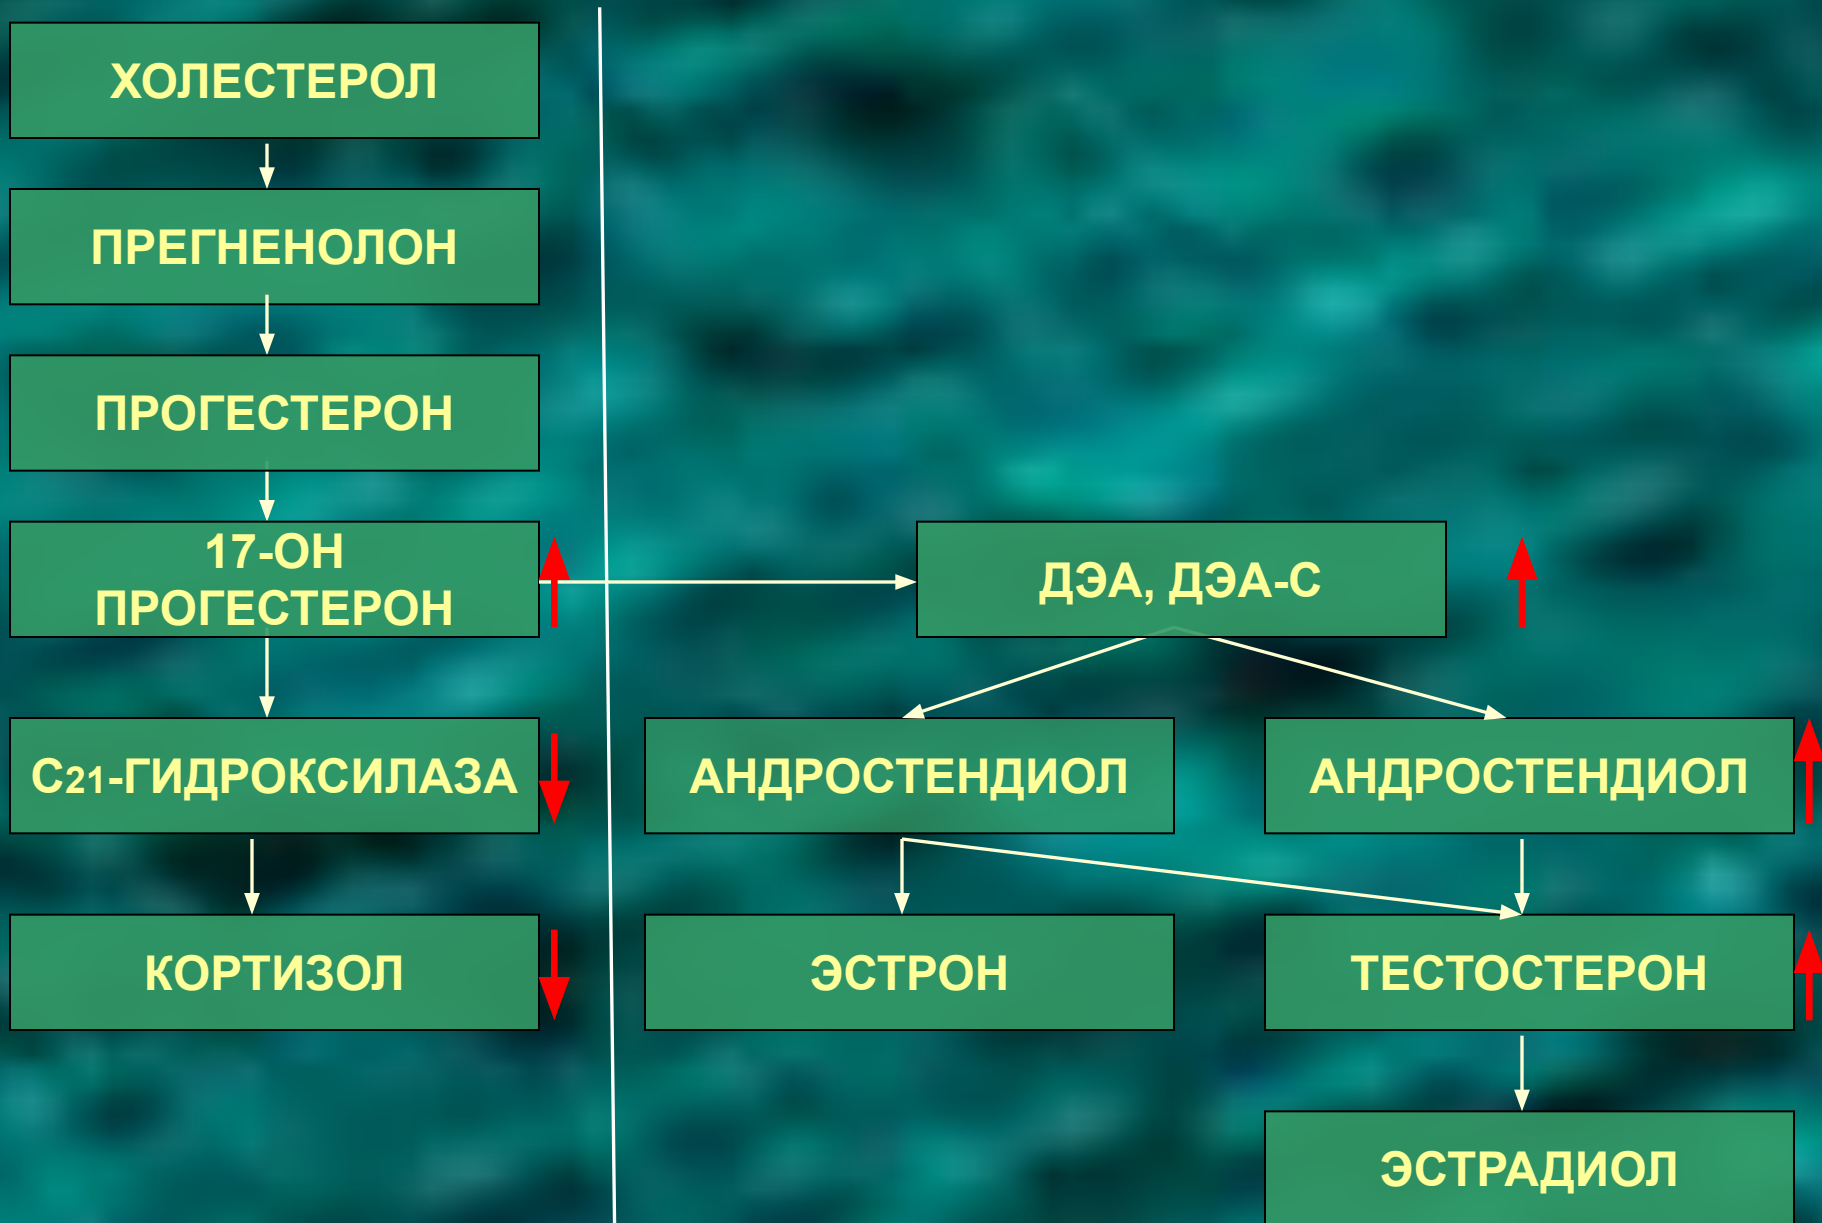 ХОЛЕСТЕРОЛ
ПРЕГНЕНОЛОН
ПРОГЕСТЕРОН
17-ОН
ПРОГЕСТЕРОН
ДЭА, ДЭА-С
С21-ГИДРОКСИЛАЗА
АНДРОСТЕНДИОЛ
АНДРОСТЕНДИОЛ
КОРТИЗОЛ
ЭСТРОН
ТЕСТОСТЕРОН
ЭСТРАДИОЛ